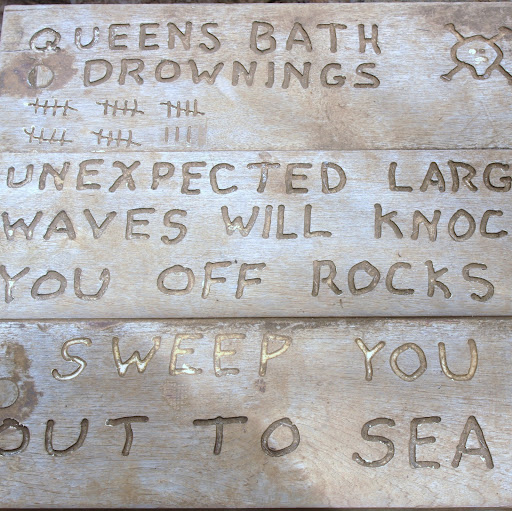 QUEENS BATH
DROWNINGS
UNEXPECTED LARG
WAVES WILL KNOC
YOU OFF ROCKS
SWEEP YOU
OUT TO SEA